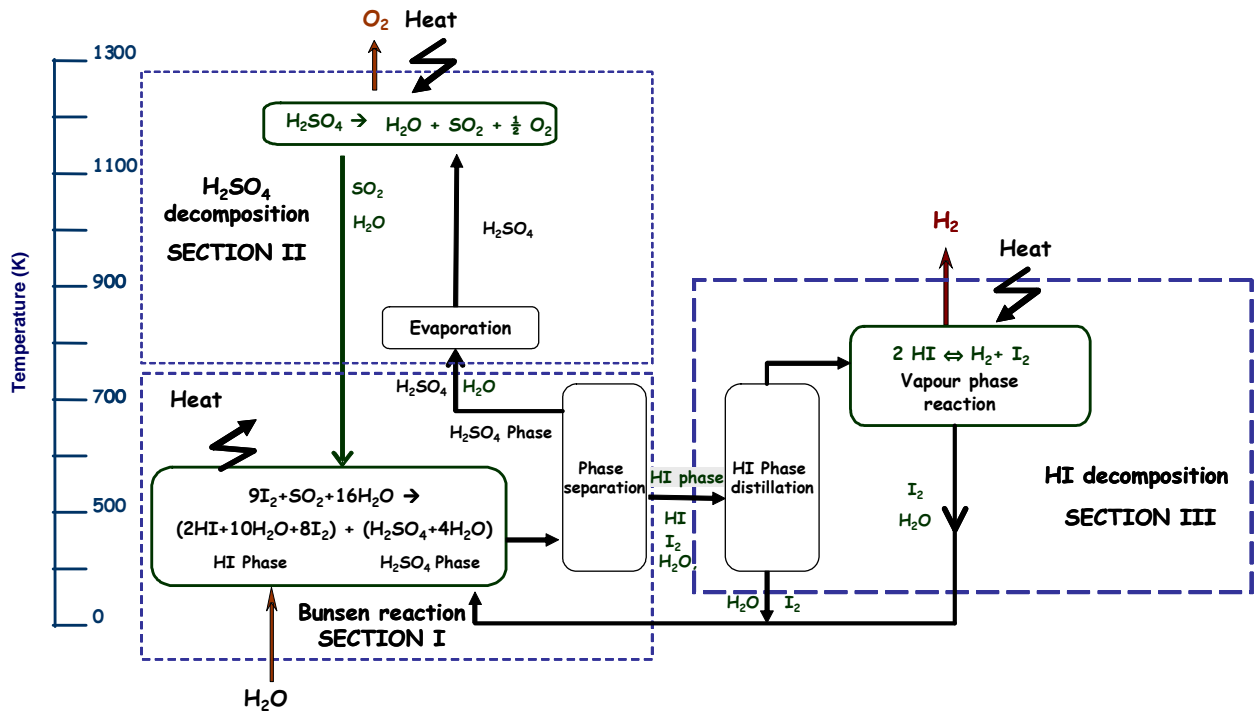 O₂
Heat
1300
H₂SO₄ → H₂O + SO₂ + ½ O₂
1100
SO₂
H₂O
H₂SO₄
decomposition
SECTION II
H₂SO₄
Temperature (K)
900
Evaporation
H₂
Heat
2 HI ⇔ H₂+ I₂
Vapour phase
reaction
700
Heat
H₂SO₄ H₂O
H₂SO₄ Phase
Phase
separation
HI phase
HI
I₂
H₂O,
HI Phase
distillation
HI decomposition
SECTION III
I₂
H₂O
500
9I₂+SO₂+16H₂O →
(2HI+10H₂O+8I₂) + (H₂SO₄+4H₂O)
HI Phase H₂SO₄ Phase
H₂O I₂
0
Bunsen reaction
SECTION I
H₂O